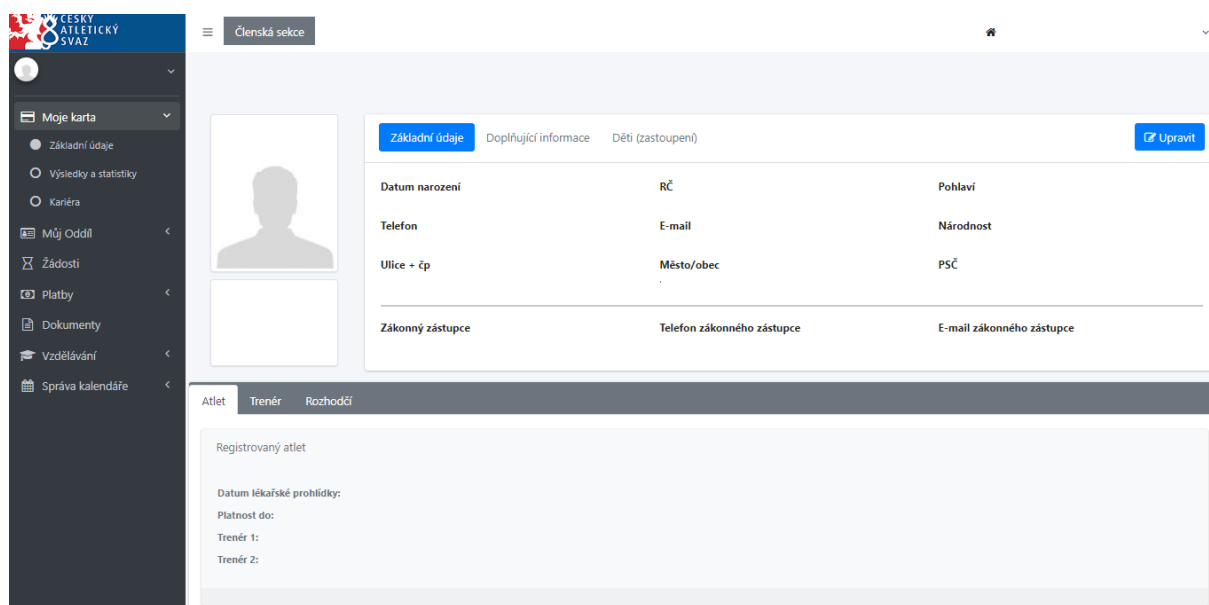 ČESKÝ
ATLETICKÝ
SVAZ
Členská sekce
Moje karta
Základní údaje
Výsledky a statistiky
Kariéra
Můj Oddíl
Žádosti
Platby
Dokumenty
Vzdělávání
Správa kalendáře
Základní údaje Doplňující informace Děti (zastoupení) Upravit
Datum narození RČ Pohlaví
Telefon E-mail Národnost
Ulice + čp Město/obec PSČ
Zákonný zástupce Telefon zákonného zástupce E-mail zákonného zástupce
Atlet Trenér Rozhodčí
Registrovaný atlet
Datum lékařské prohlídky:
Platnost do:
Trenér 1:
Trenér 2: